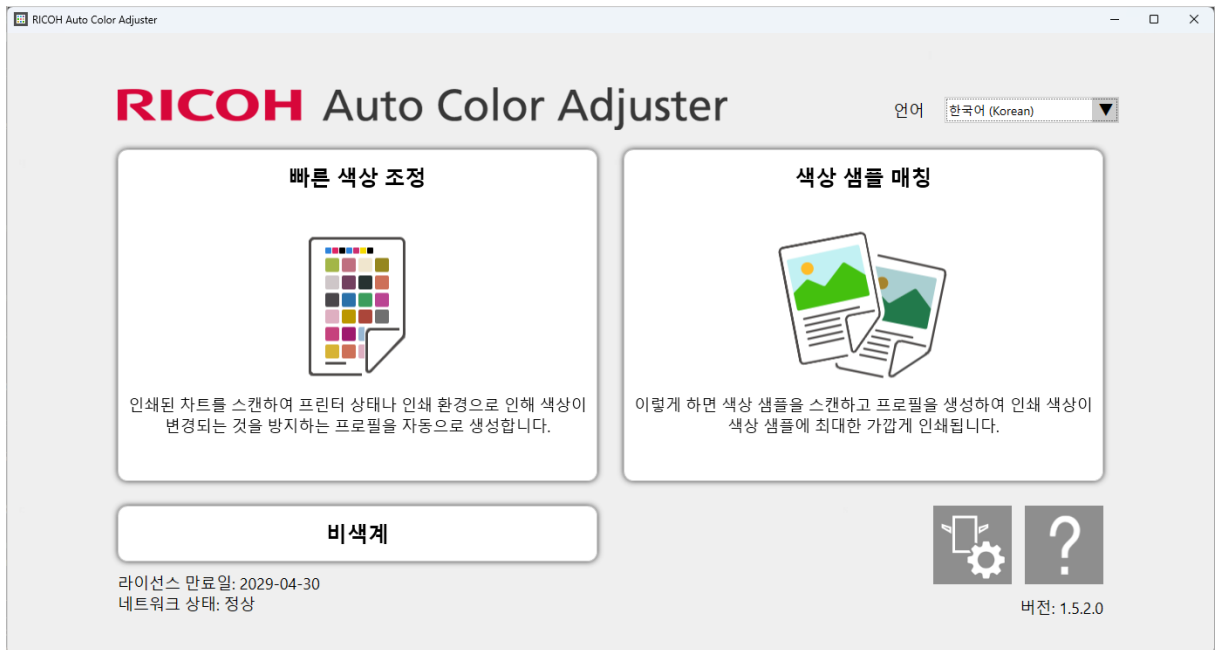 RICOH Auto Color Adjuster
RICOH Auto Color Adjuster
언어
한국어 (Korean)
빠른 색상 조정
인쇄된 차트를 스캔하여 프린터 상태나 인쇄 환경으로 인해 색상이
변경되는 것을 방지하는 프로필을 자동으로 생성합니다.
색상 샘플 매칭
이렇게 하면 색상 샘플을 스캔하고 프로필을 생성하여 인쇄 색상이
색상 샘플에 최대한 가깝게 인쇄됩니다.
비색계
라이선스 만료일: 2029-04-30
네트워크 상태: 정상
버전: 1.5.2.0